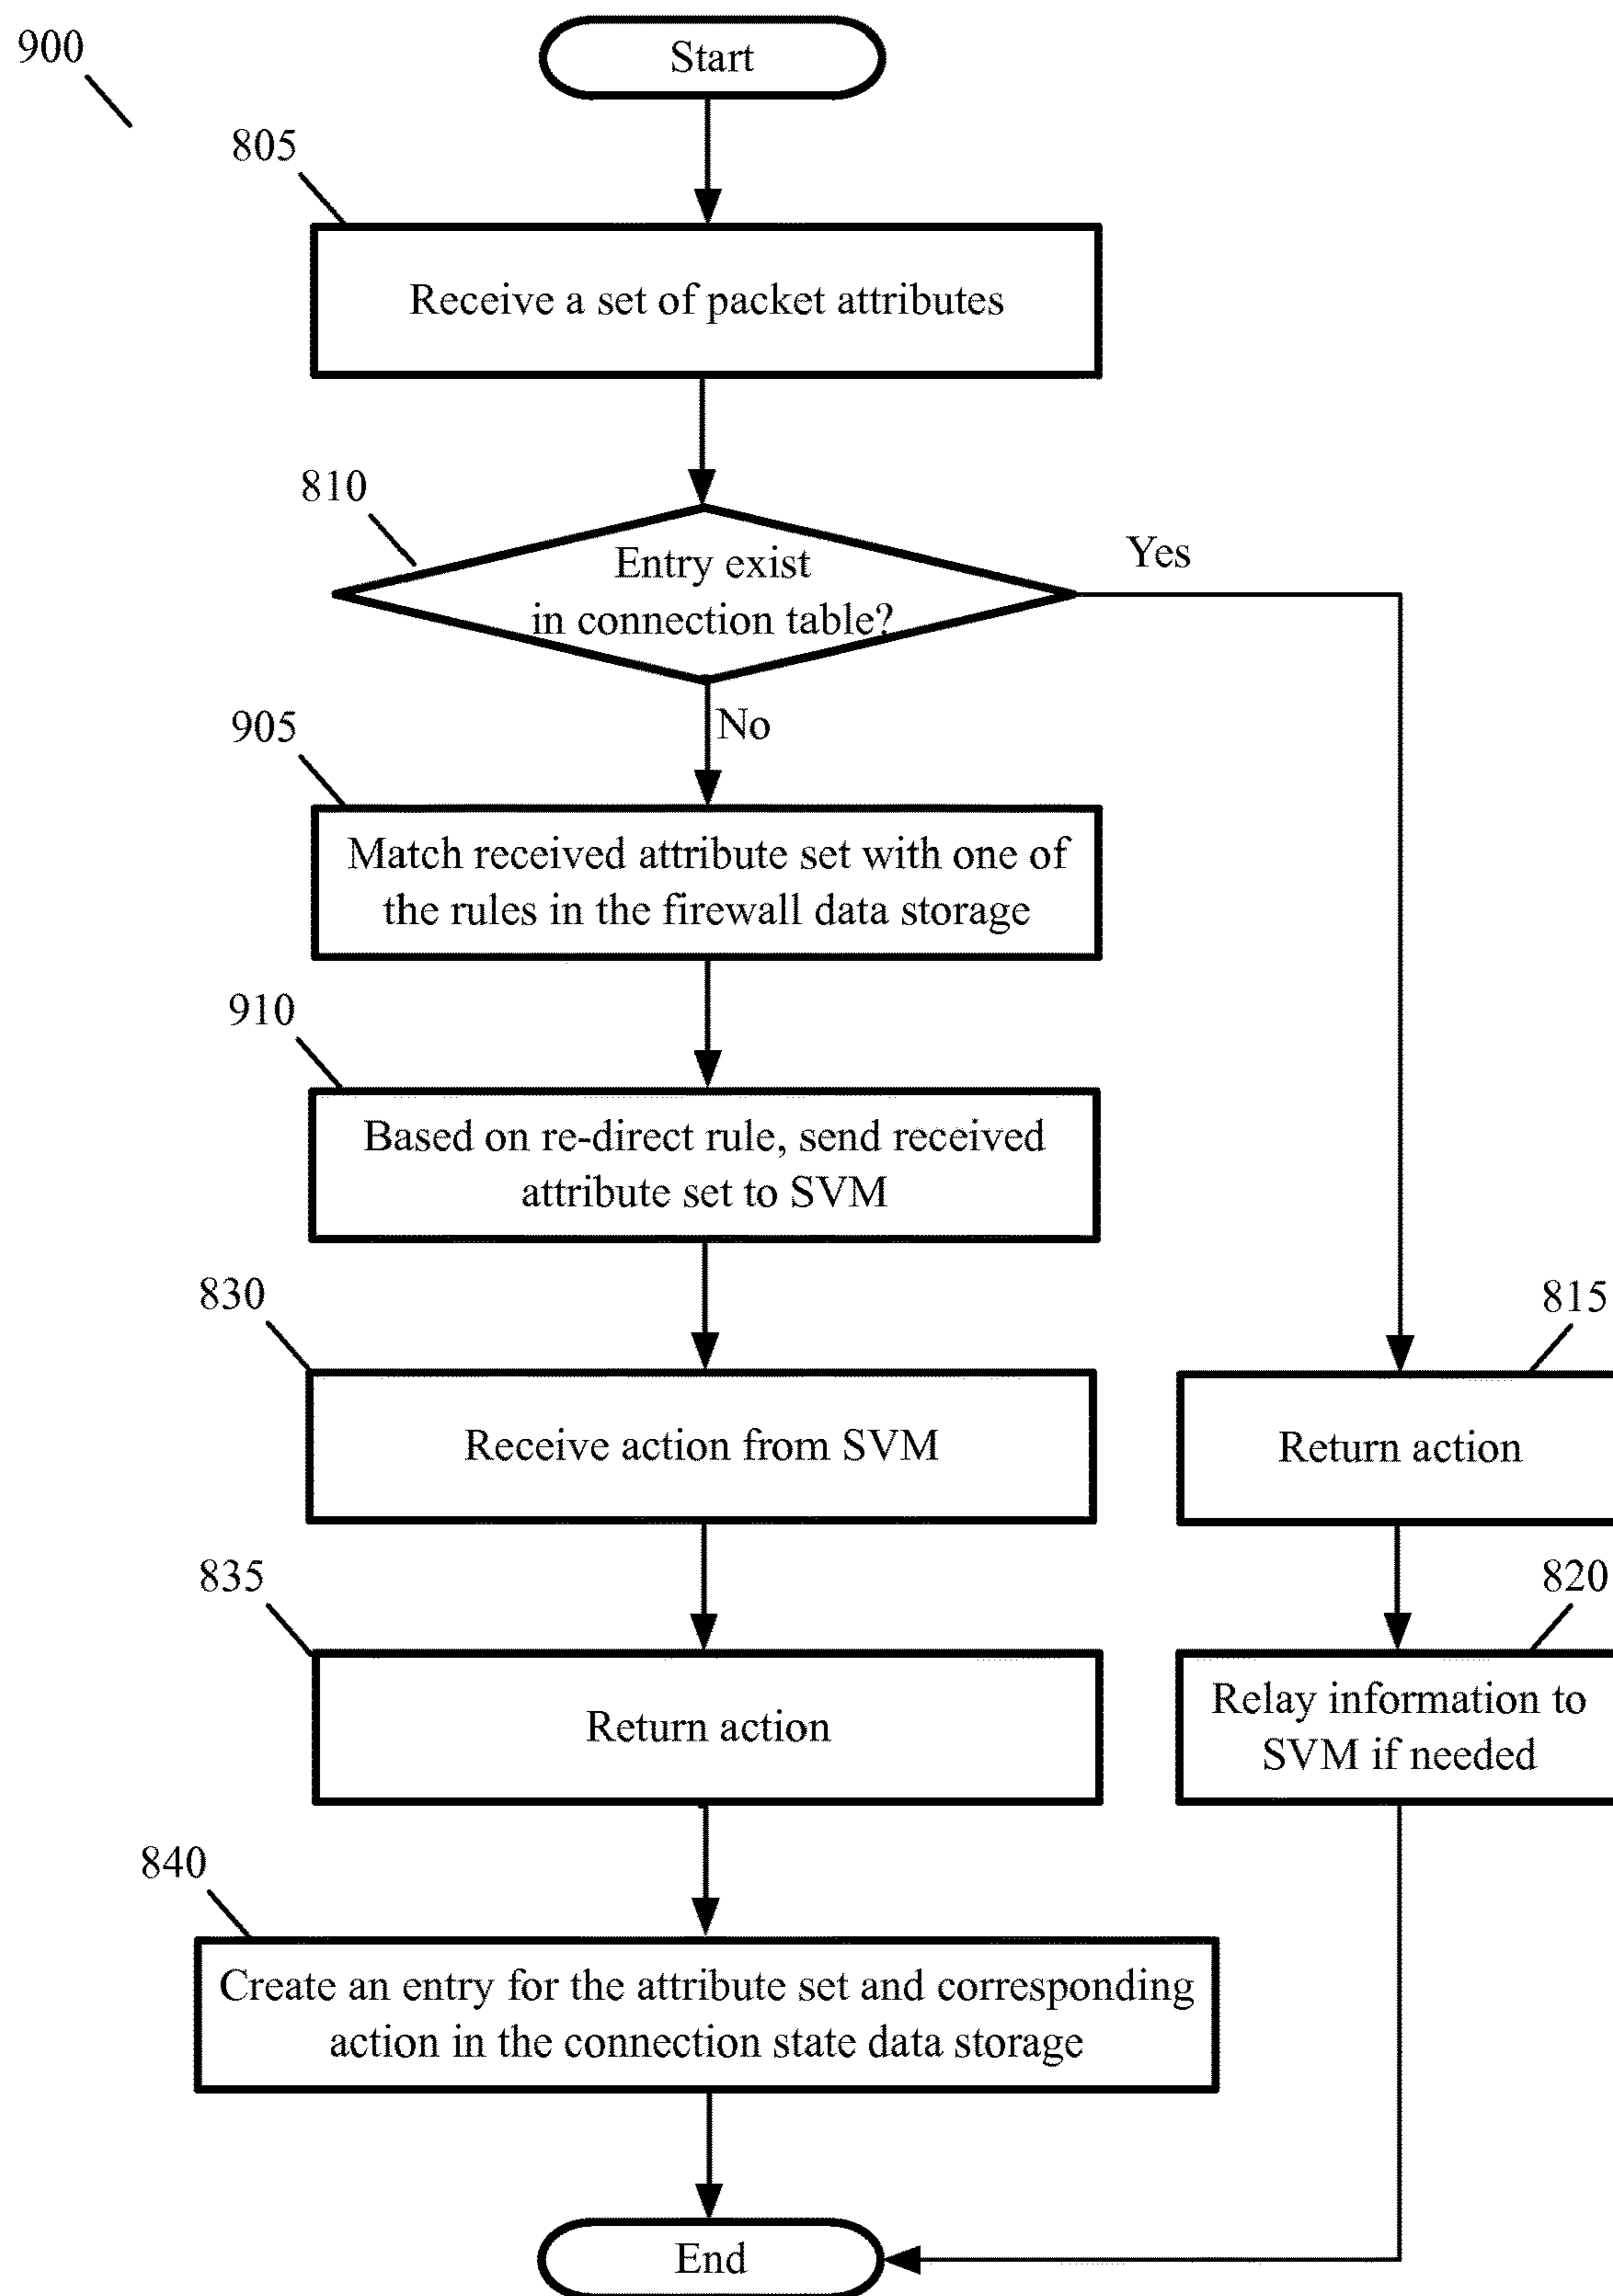 900
Start
805
Receive a set of packet attributes
810
Entry exist
in connection table?
Yes
No
905
Match received attribute set with one of
the rules in the firewall data storage
910
Based on re-direct rule, send received
attribute set to SVM
830
Receive action from SVM
815
Return action
835
Return action
820
Relay information to
SVM if needed
840
Create an entry for the attribute set and corresponding
action in the connection state data storage
End